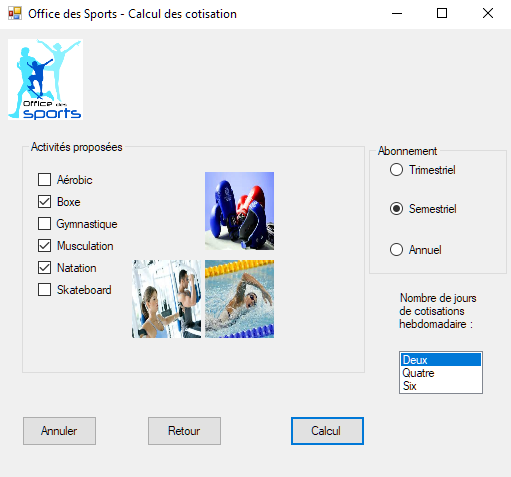 Office des Sports - Calcul des cotisation
Office des
sports
Activités proposées
Aérobic
Boxe
Gymnastique
Musculation
Natation
Skateboard
Abonnement
Trimestriel
Semestriel
Annuel
Nombre de jours
de cotisations
hebdomadaire :
Deux
Quatre
Six
Annuler
Retour
Calcul